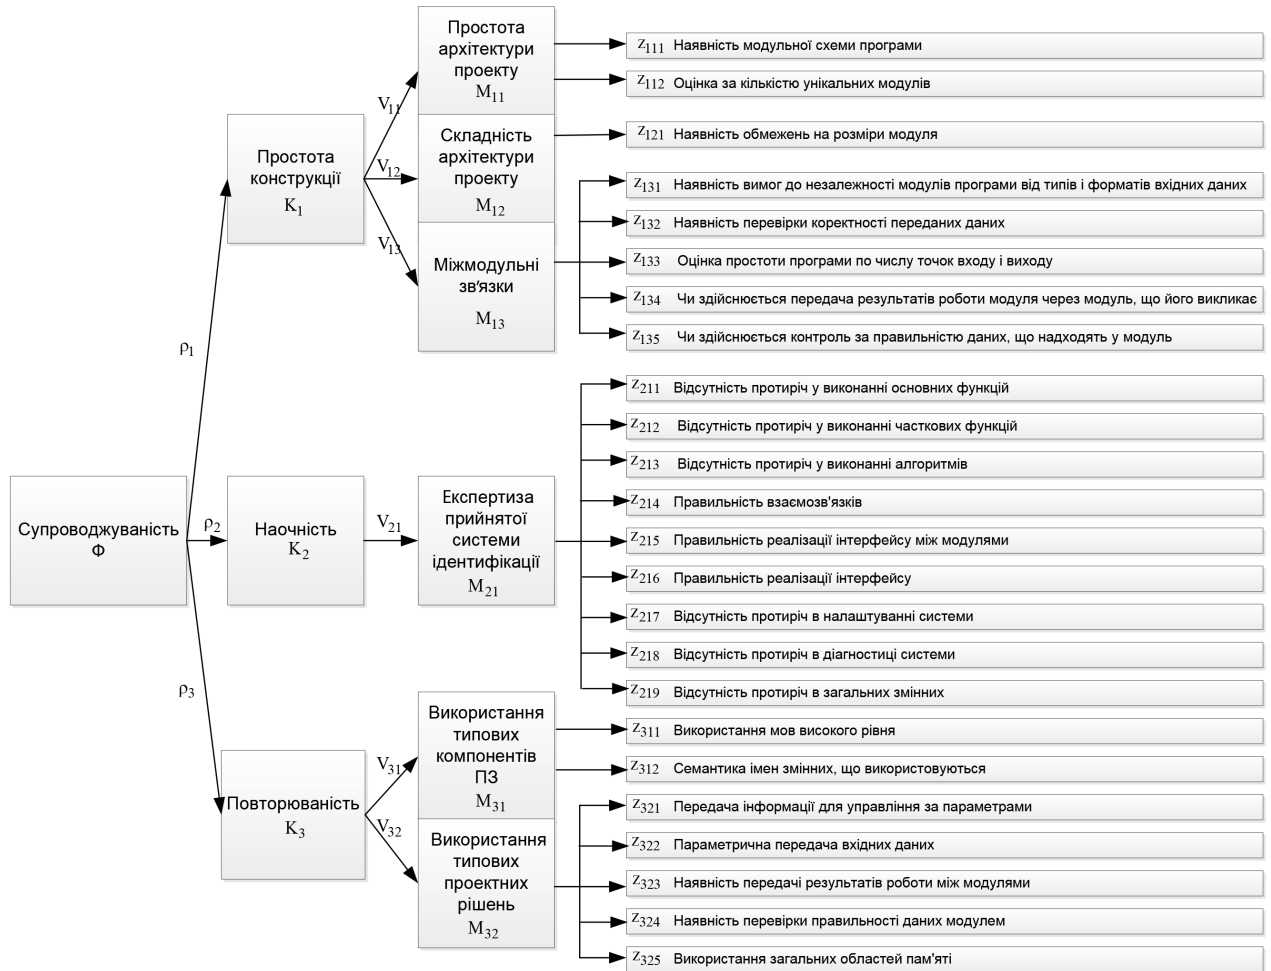 Простота
архітектури
проекту
M11
Z111 Наявність модульної схеми програми
Z112 Оцінка за кількістю унікальних модулів
V11
Простота
конструкції
K1
V12
Складність
архітектури
проекту
M12
Z121 Наявність обмежень на розміри модуля
V13
Міжмодульні
зв'язки
M13
Z131 Наявність вимог до незалежності модулів програми від типів і форматів вхідних даних
Z132 Наявність перевірки коректності переданих даних
Z133 Оцінка простоти програми по числу точок входу і виходу
Z134 Чи здійснюється передача результатів роботи модуля через модуль, що його викликає
Z135 Чи здійснюється контроль за правильністю даних, що надходять у модуль
ρ1
Супроводжуваність
Ф
ρ2
Наочність
K2
V21
Експертиза
прийнятої
системи
ідентифікації
M21
Z211 Відсутність протиріч у виконанні основних функцій
Z212 Відсутність протиріч у виконанні часткових функцій
Z213 Відсутність протиріч у виконанні алгоритмів
Z214 Правильність взаємозв'язків
Z215 Правильність реалізації інтерфейсу між модулями
Z216 Правильність реалізації інтерфейсу
Z217 Відсутність протиріч в налаштуванні системи
Z218 Відсутність протиріч в діагностиці системи
Z219 Відсутність протиріч в загальних змінних
ρ3
Повторюваність
K3
V31
Використання
типових
компонентів
ПЗ
M31
Z311 Використання мов високого рівня
Z312 Семантика імен змінних, що використовуються
V32
Використання
типових
проектних
рішень
M32
Z321 Передача інформації для управління за параметрами
Z322 Параметрична передача вхідних даних
Z323 Наявність передачі результатів роботи між модулями
Z324 Наявність перевірки правильності даних модулем
Z325 Використання загальних областей пам'яті